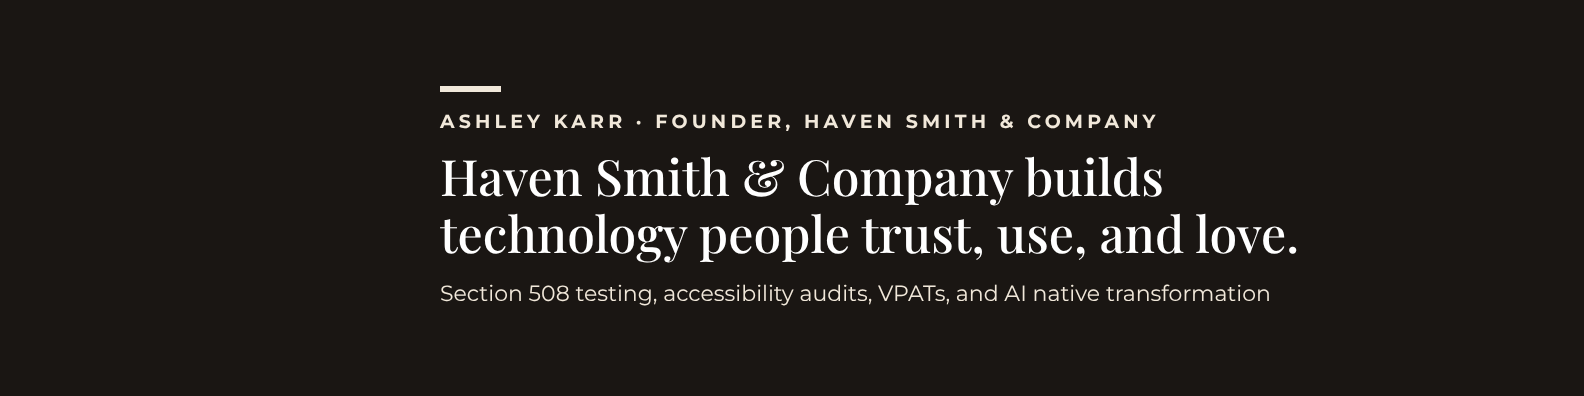 ASHLEY KARR · FOUNDER, HAVEN SMITH & COMPANY
Haven Smith & Company builds
technology people trust, use, and love.
Section 508 testing, accessibility audits, VPATs, and AI native transformation